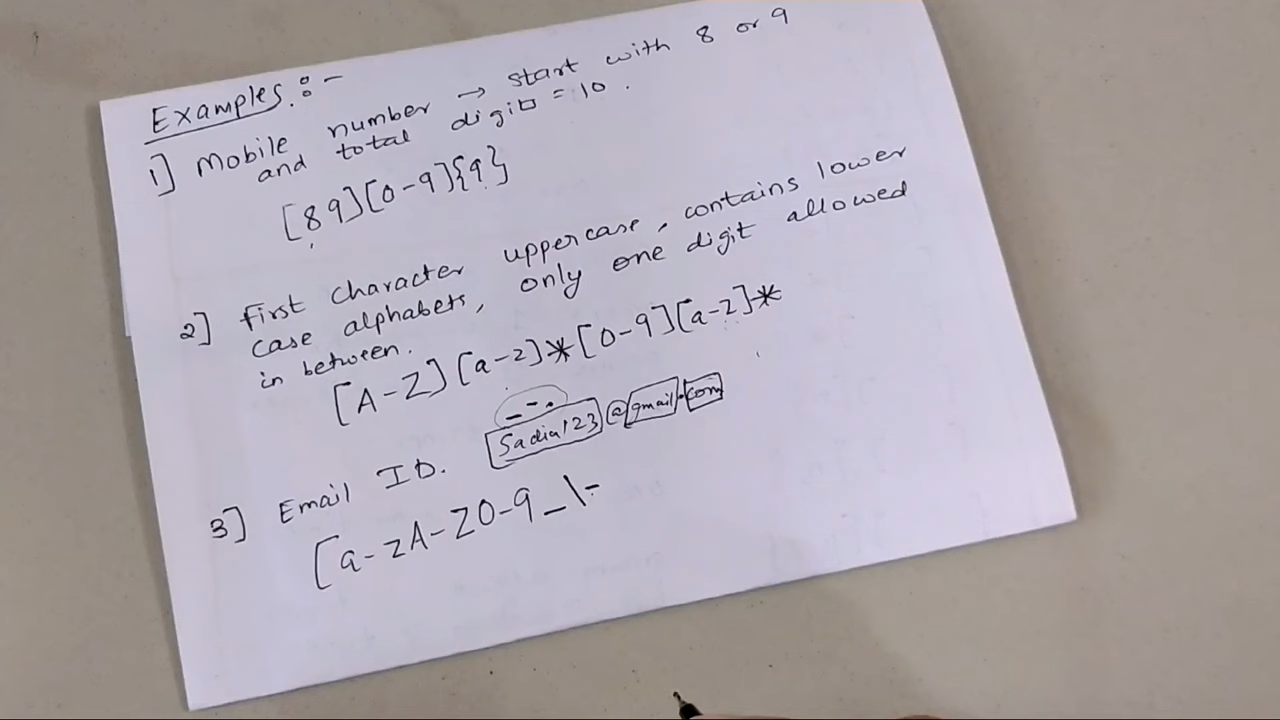 Examples :-
1] Mobile number → start with 8 or 9
and total digits = 10.
[89][0-9]{9}
2] first character uppercase, contains lower
case alphabets, only one digit allowed
in between.
[A-Z][a-z]*[0-9][a-z]*
3] Email ID. Sadia123@gmail.com
[a-zA-Z0-9_\-